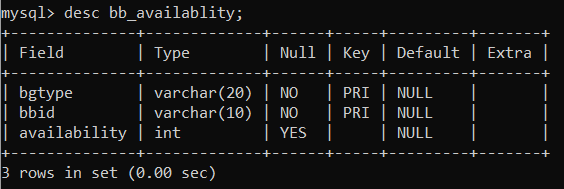 mysql> desc bb_availablity;
+--------------+-------------+------+-----+---------+-------+
| Field        | Type        | Null | Key | Default | Extra |
+--------------+-------------+------+-----+---------+-------+
| bgtype       | varchar(20) | NO   | PRI | NULL    |       |
| bbid         | varchar(10) | NO   | PRI | NULL    |       |
| availability | int         | YES  |     | NULL    |       |
+--------------+-------------+------+-----+---------+-------+
3 rows in set (0.00 sec)